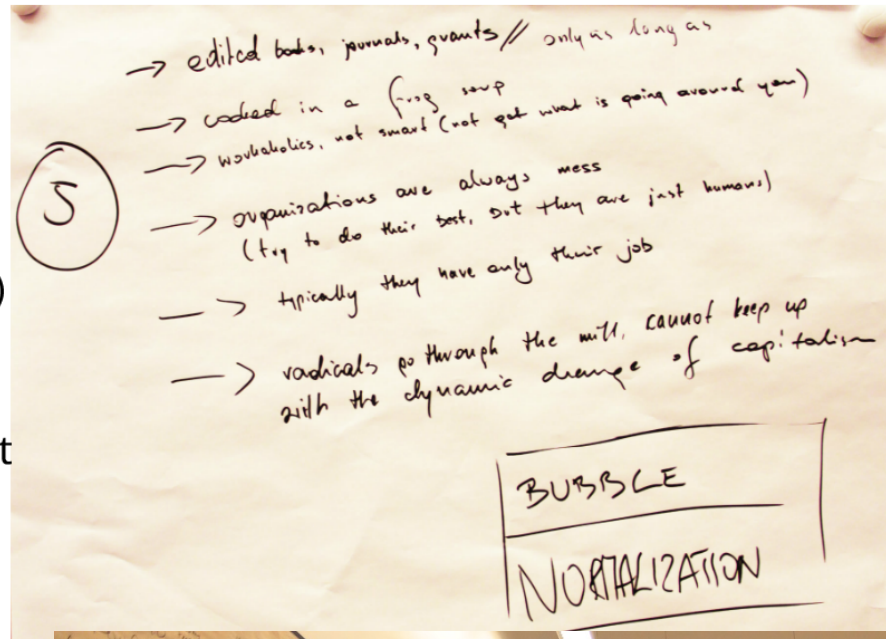 → edited books, journals, grants // only as long as
→ cooked in a frog soup
→ workaholics, not smart (not get what is going around you)
5
→ organizations are always mess
(try to do their best, but they are just humans)
)
→ typically they have only their job
→ radicals go through the mill, cannot keep up
with the dynamic change of capitalism
t
BUBBLE
NORMALIZATION